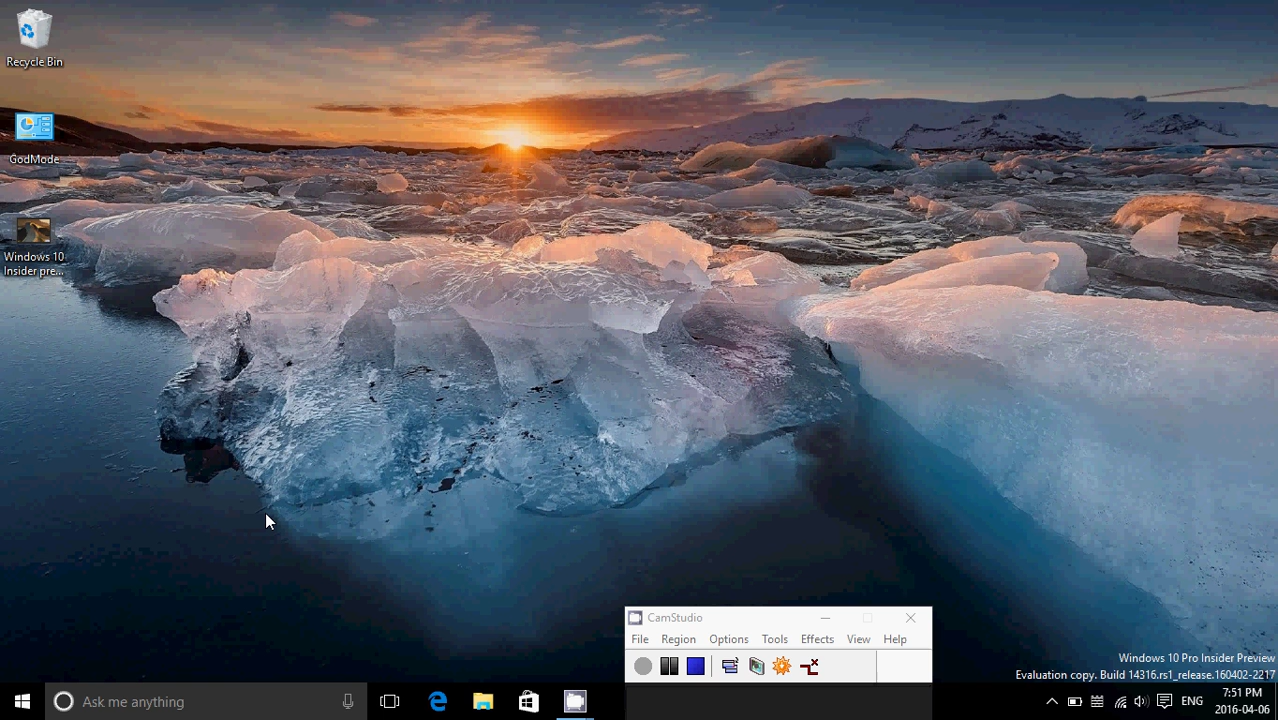 Recycle Bin
GodMode
Windows 10
Insider pre...
CamStudio
File Region Options Tools Effects View Help
Windows 10 Pro Insider Preview
Evaluation copy. Build 14316.rs1_release.160402-2217
Ask me anything
ENG
7:51 PM
2016-04-06